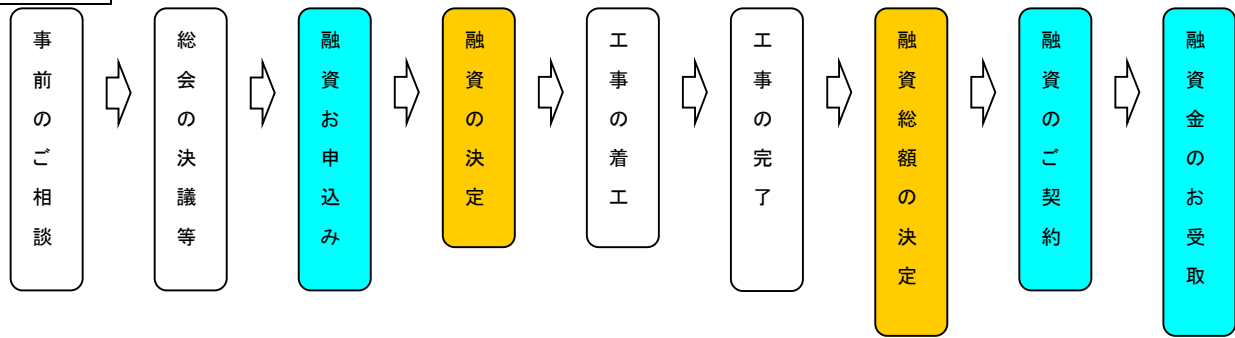 事前のご相談
総会の決議等
融資お申込み
融資の決定
工事の着工
工事の完了
融資総額の決定
融資のご契約
融資金のお受取